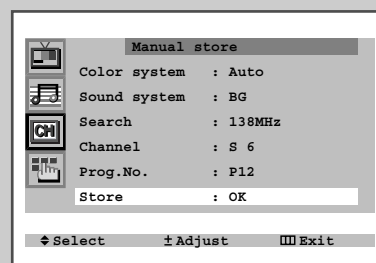 Manual store
Color system : Auto
Sound system : BG
Search : 138MHz
CH Channel : S 6
Prog.No. : P12
Store : OK
Select ± Adjust Exit